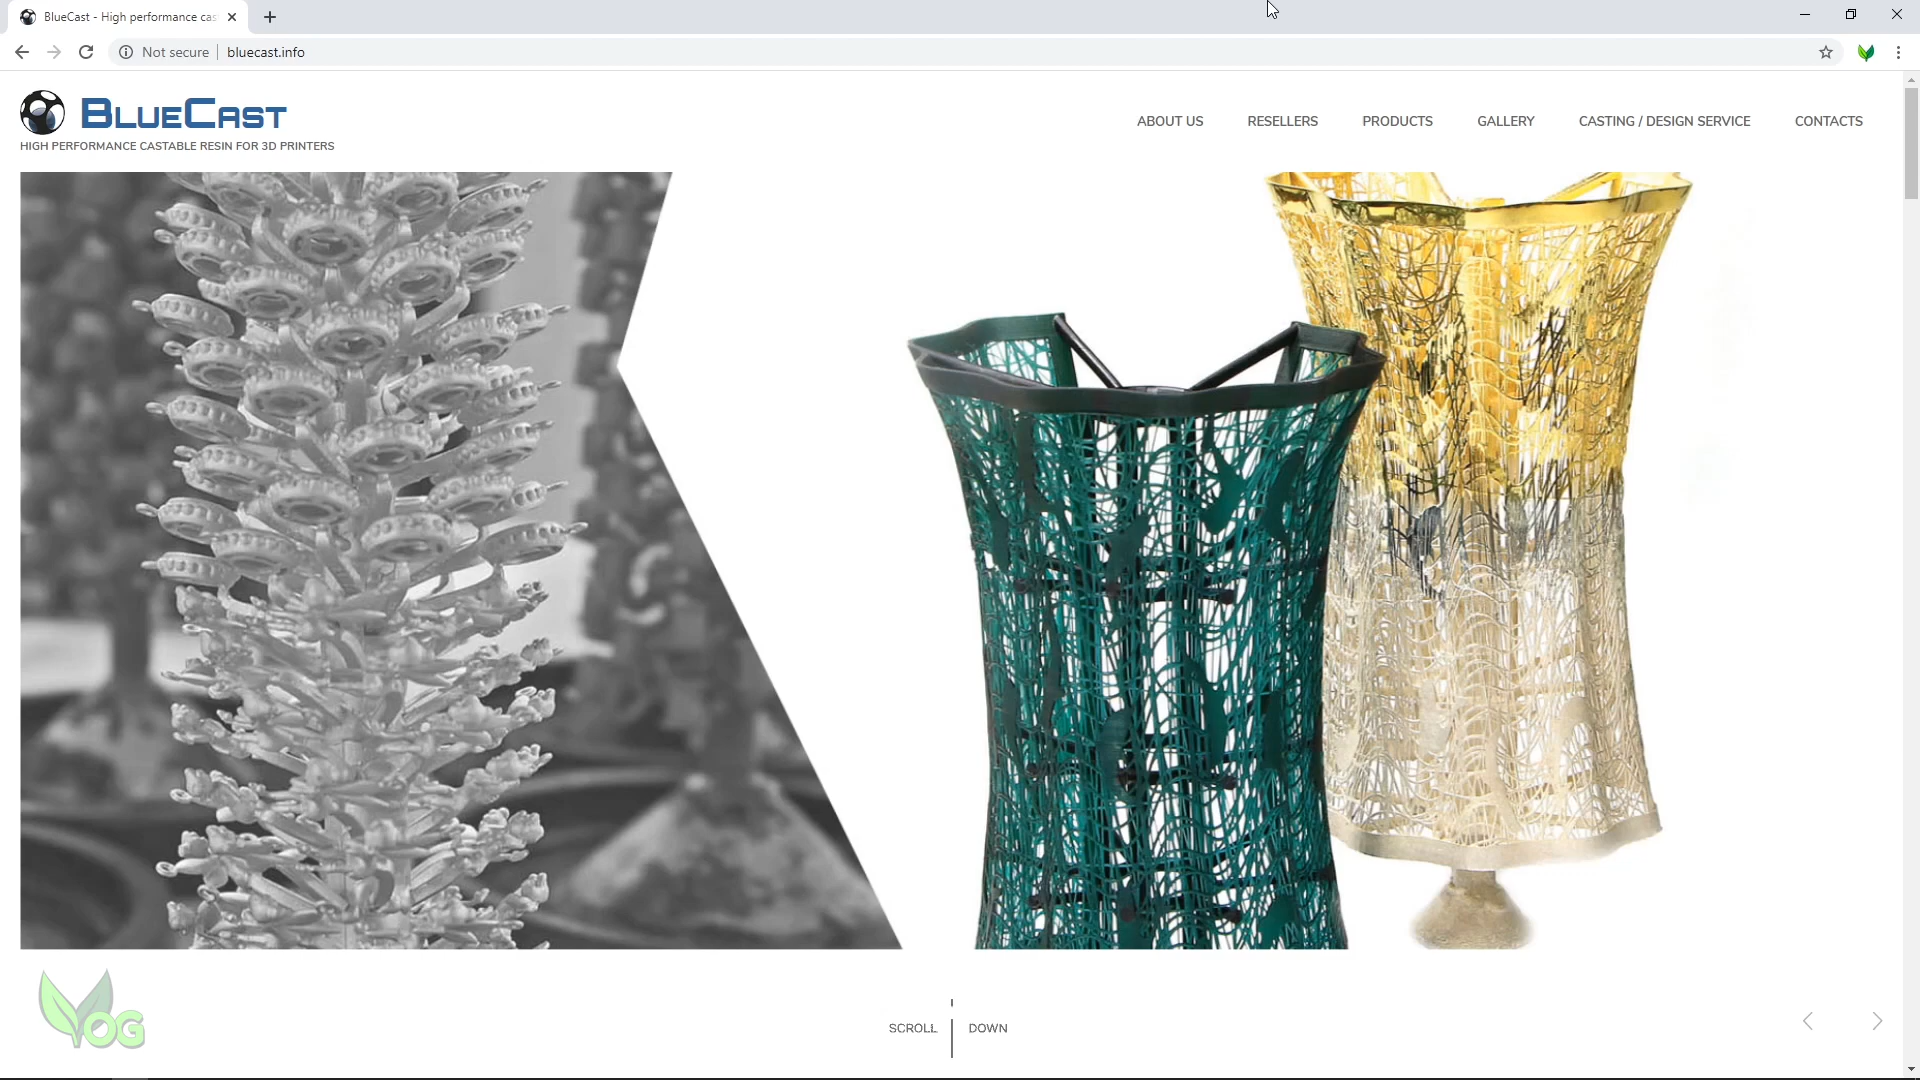 BlueCast - High performance cas
Not secure
bluecast.info
BLUECAST
HIGH PERFORMANCE CASTABLE RESIN FOR 3D PRINTERS
ABOUT US
RESELLERS
PRODUCTS
GALLERY
CASTING / DESIGN SERVICE
CONTACTS
SCROLL
DOWN
VOG